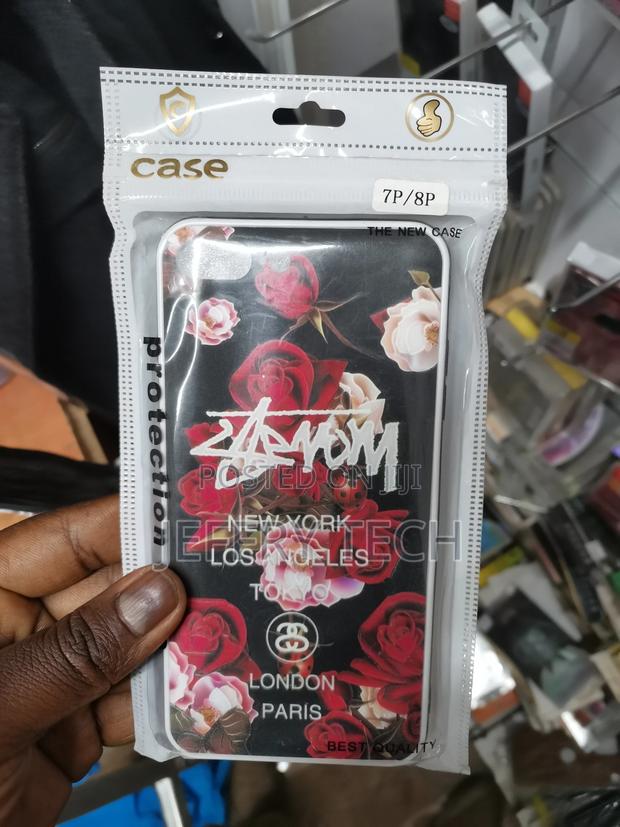 case
7P/8P
THE NEW CASE
protection
POSTED ON JIJI
TECH
NEW YORK
LOS ANGELES
TOKYO
LONDON
PARIS
BEST QUALITY